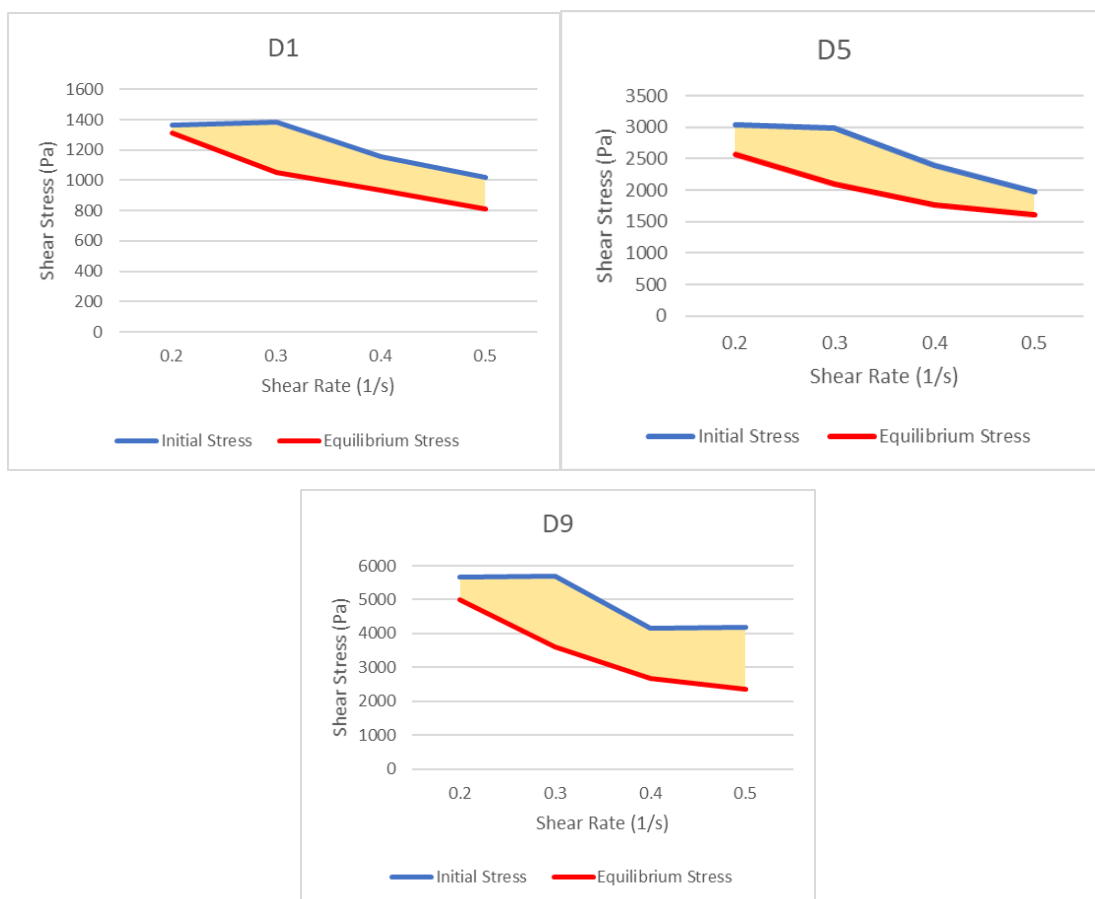 D1
Shear Stress (Pa)
1600
1400
1200
1000
800
600
400
200
0
0.2 0.3 0.4 0.5
Shear Rate (1/s)
Initial Stress Equilibrium Stress
D5
Shear Stress (Pa)
3500
3000
2500
2000
1500
1000
500
0
0.2 0.3 0.4 0.5
Shear Rate (1/s)
Initial Stress Equilibrium Stress
D9
Shear Stress (Pa)
6000
5000
4000
3000
2000
1000
0
0.2 0.3 0.4 0.5
Shear Rate (1/s)
Initial Stress Equilibrium Stress